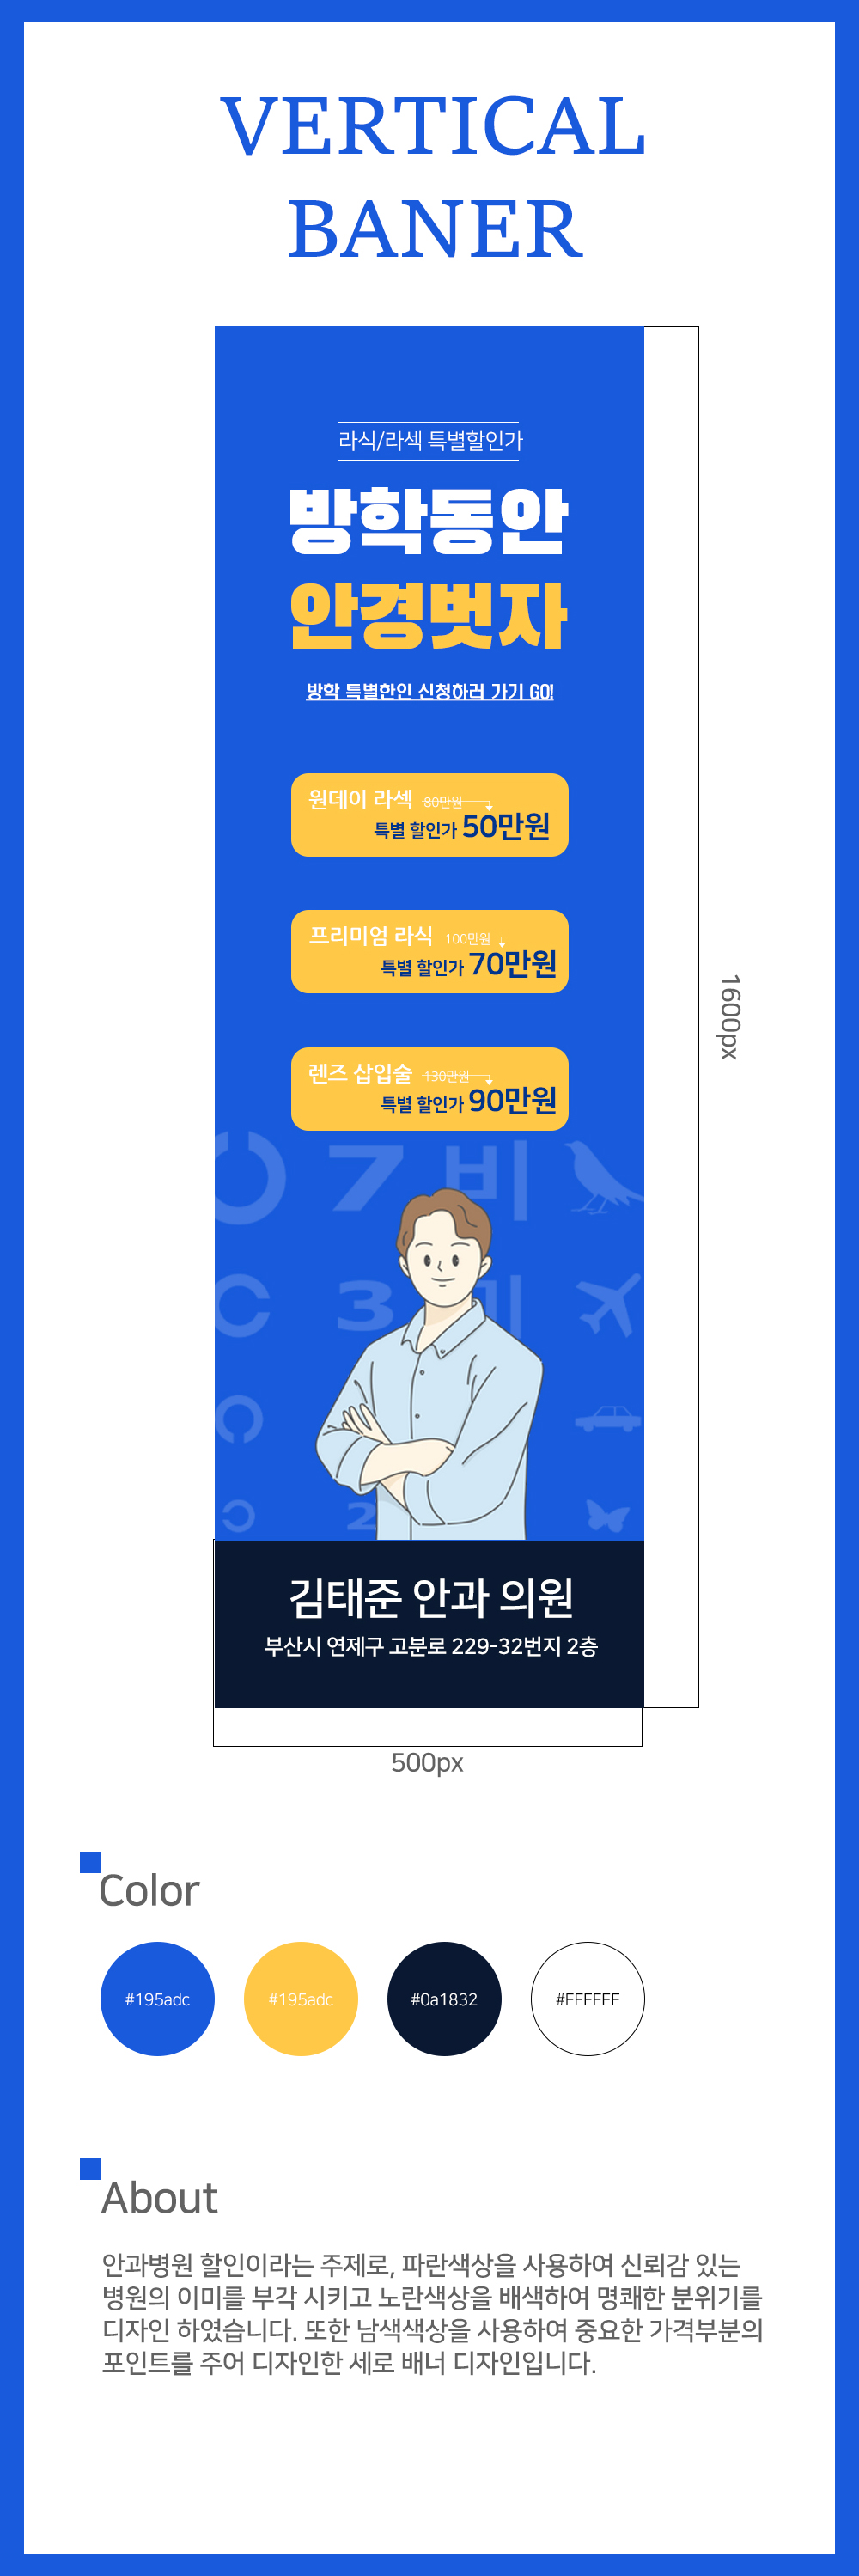 VERTICAL
BANER
라식/라섹 특별할인가
방학동안
안경벗자
방학 특별한인 신청하러 가기 GO!
원데이 라섹 80만원
특별 할인가 50만원
프리미엄 라식 100만원
특별 할인가 70만원
렌즈 삽입술 130만원
특별 할인가 90만원
7 비
C 3
2
김태준 안과 의원
부산시 연제구 고분로 229-32번지 2층
1600px
500px
Color
#195adc #195adc #0a1832 #FFFFFF
About
안과병원 할인이라는 주제로, 파란색상을 사용하여 신뢰감 있는
병원의 이미를 부각 시키고 노란색상을 배색하여 명쾌한 분위기를
디자인 하였습니다. 또한 남색색상을 사용하여 중요한 가격부분의
포인트를 주어 디자인한 세로 배너 디자인입니다.